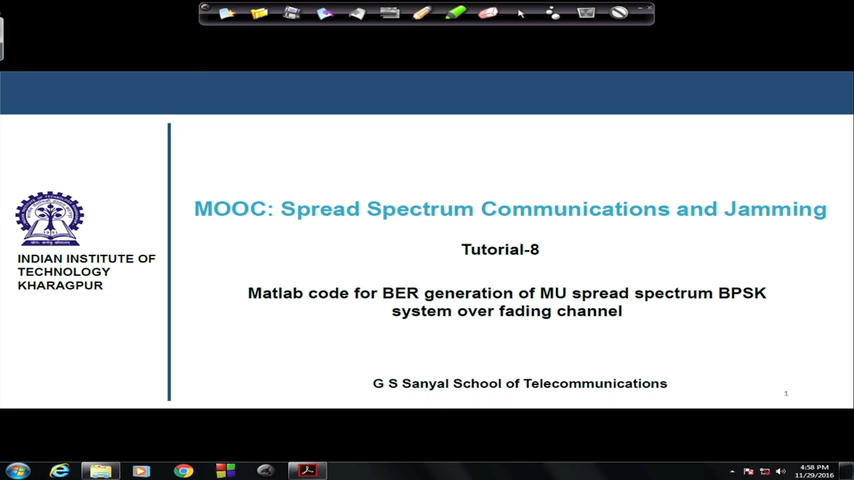 MOOC: Spread Spectrum Communications and Jamming
Tutorial-8
INDIAN INSTITUTE OF
TECHNOLOGY
KHARAGPUR
Matlab code for BER generation of MU spread spectrum BPSK
system over fading channel
G S Sanyal School of Telecommunications
1
4:58 PM
11/29/2016